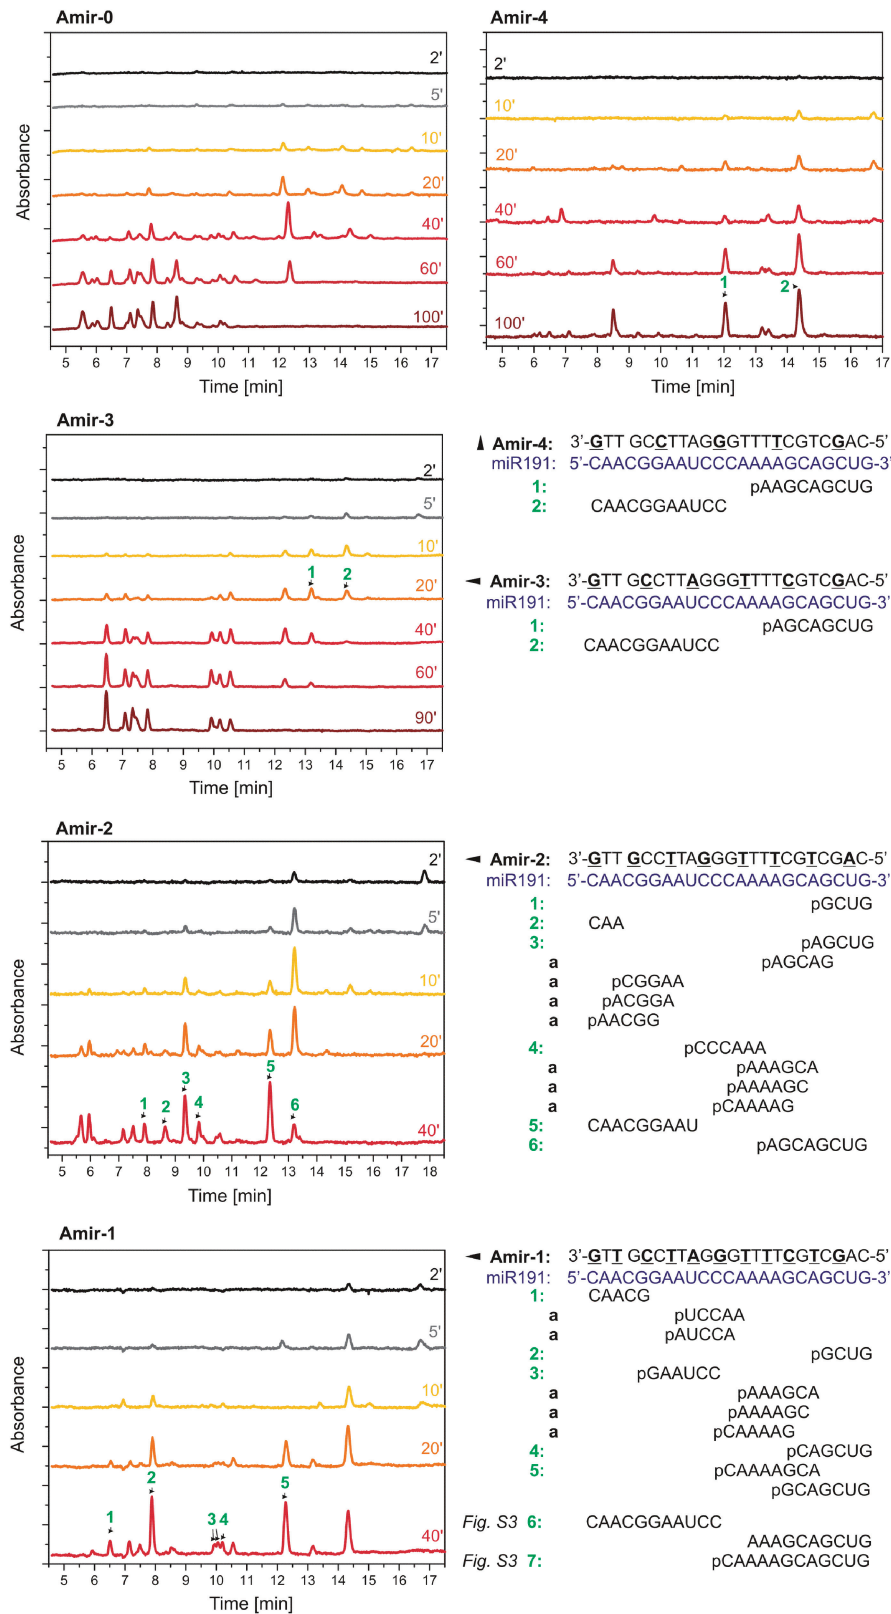 Amir-0
Absorbance
2'
5'
10'
20'
40'
60'
100'
5 6 7 8 9 10 11 12 13 14 15 16 17
Time [min]
Amir-4
2'
10'
20'
40'
60'
1
2
100'
5 6 7 8 9 10 11 12 13 14 15 16 17
Time [min]
Amir-3
Absorbance
2'
5'
10'
1 2
20'
40'
60'
90'
5 6 7 8 9 10 11 12 13 14 15 16 17
Time [min]
Amir-4: 3'-GTT GCCTTAGGGTTTTCGTCGAC-5'
miR191: 5'-CAACGGAAUCCCAAAAGCAGCUG-3'
1: pAAGCAGCUG
2: CAACGGAAUCC
Amir-3: 3'-GTT GCCTTAGGGTTTTCGTCGAC-5'
miR191: 5'-CAACGGAAUCCCAAAAGCAGCUG-3'
1: pAGCAGCUG
2: CAACGGAAUCC
Amir-2
Absorbance
2'
5'
10'
20'
1 2 3 4 5 6
40'
5 6 7 8 9 10 11 12 13 14 15 16 17 18
Time [min]
Amir-2: 3'-GTT GCCTTAGGGTTTTCGTCGAC-5'
miR191: 5'-CAACGGAAUCCCAAAAGCAGCUG-3'
1: pGCUG
2: CAA
3: pAGCUG
a pAGCAG
a pCGGAA
a pACGGA
a pAACGG
4: pCCCAAA
a pAAAGCA
a pAAAAGC
a pCAAAAG
5: CAACGGAAU
6: pAGCAGCUG
Amir-1
Absorbance
2'
5'
10'
20'
1 2 3 4 5
40'
5 6 7 8 9 10 11 12 13 14 15 16 17
Time [min]
Amir-1: 3'-GTT GCCTTAGGGTTTTCGTCGAC-5'
miR191: 5'-CAACGGAAUCCCAAAAGCAGCUG-3'
1: CAACG
a pUCCAA
a pAUCCA
2: pGCUG
3: pGAAUCC
a pAAAGCA
a pAAAAGC
a pCAAAAG
4: pCAGCUG
5: pCAAAAGCA
pGCAGCUG
Fig. S3 6: CAACGGAAUCC
AAAGCAGCUG
Fig. S3 7: pCAAAAGCAGCUG